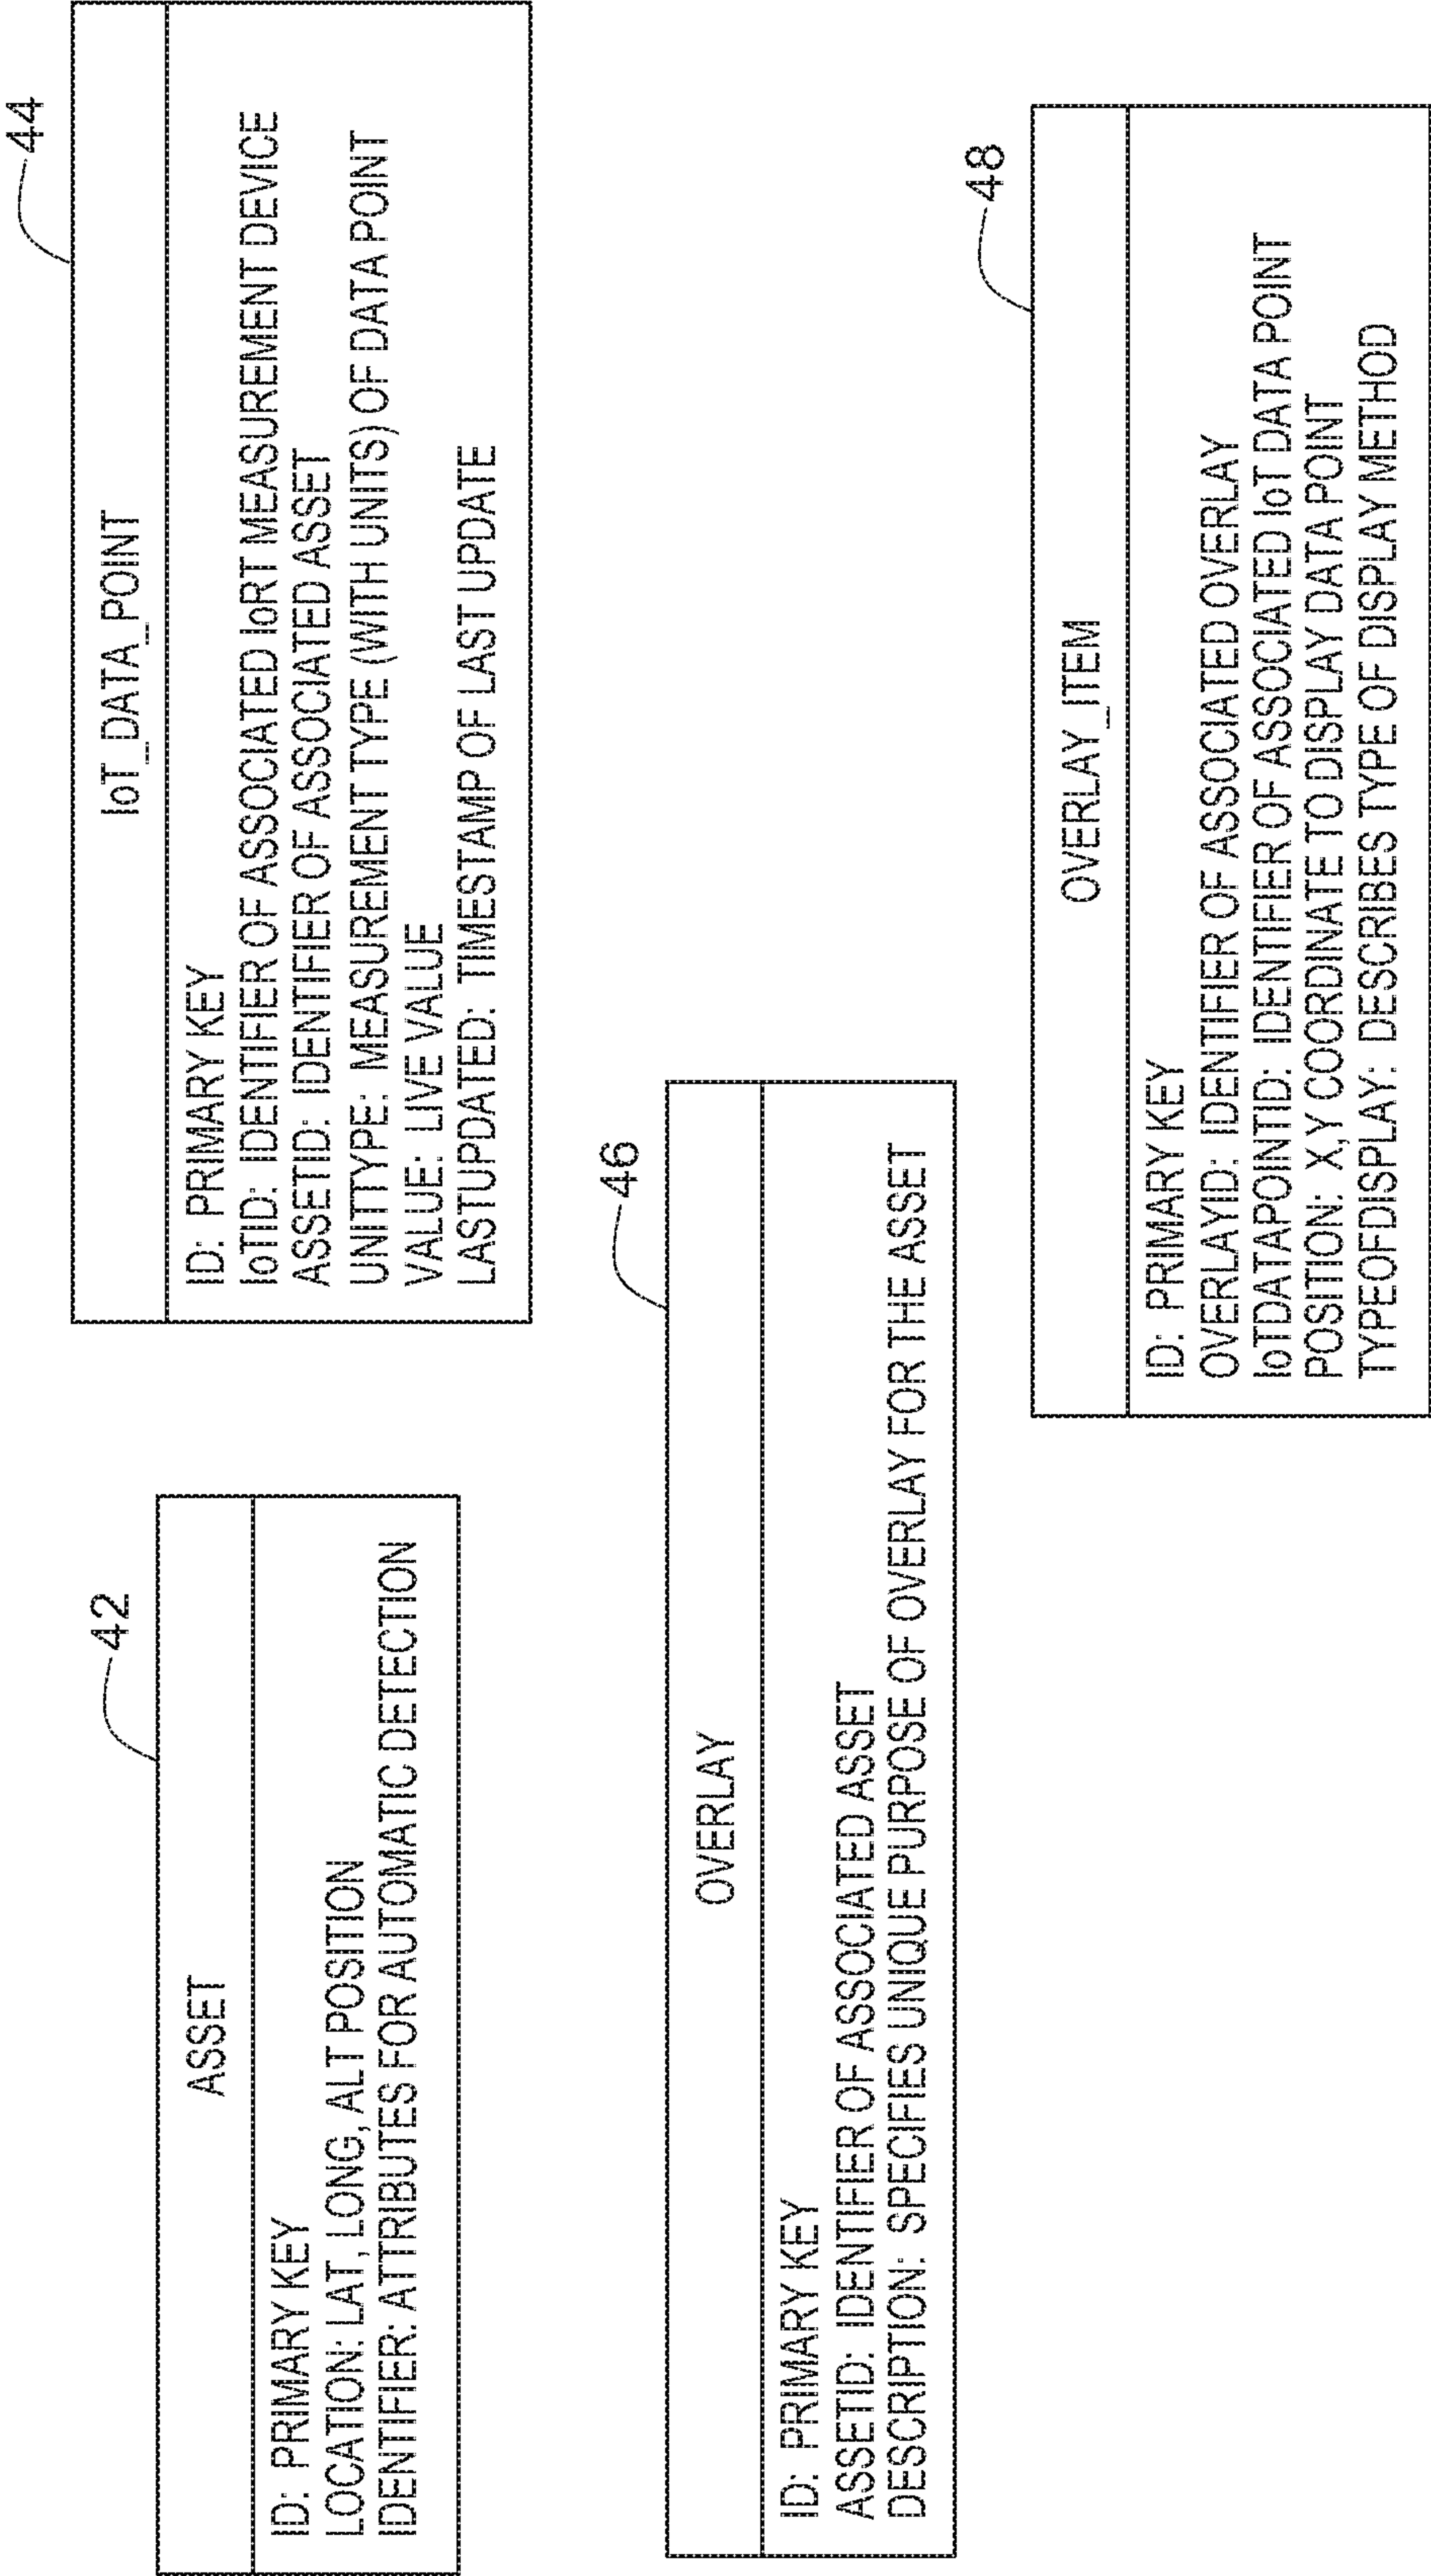 42
ASSET
ID: PRIMARY KEY
LOCATION: LAT, LONG, ALT POSITION
IDENTIFIER: ATTRIBUTES FOR AUTOMATIC DETECTION
44
IoT_DATA_POINT
ID: PRIMARY KEY
IoTID: IDENTIFIER OF ASSOCIATED IoRT MEASUREMENT DEVICE
ASSETID: IDENTIFIER OF ASSOCIATED ASSET
UNITTYPE: MEASUREMENT TYPE (WITH UNITS) OF DATA POINT
VALUE: LIVE VALUE
LASTUPDATED: TIMESTAMP OF LAST UPDATE
46
OVERLAY
ID: PRIMARY KEY
ASSETID: IDENTIFIER OF ASSOCIATED ASSET
DESCRIPTION: SPECIFIES UNIQUE PURPOSE OF OVERLAY FOR THE ASSET
48
OVERLAY_ITEM
ID: PRIMARY KEY
OVERLAYID: IDENTIFIER OF ASSOCIATED OVERLAY
IoTDATAPOINTID: IDENTIFIER OF ASSOCIATED IoT DATA POINT
POSITION: X,Y COORDINATE TO DISPLAY DATA POINT
TYPEOFDISPLAY: DESCRIBES TYPE OF DISPLAY METHOD